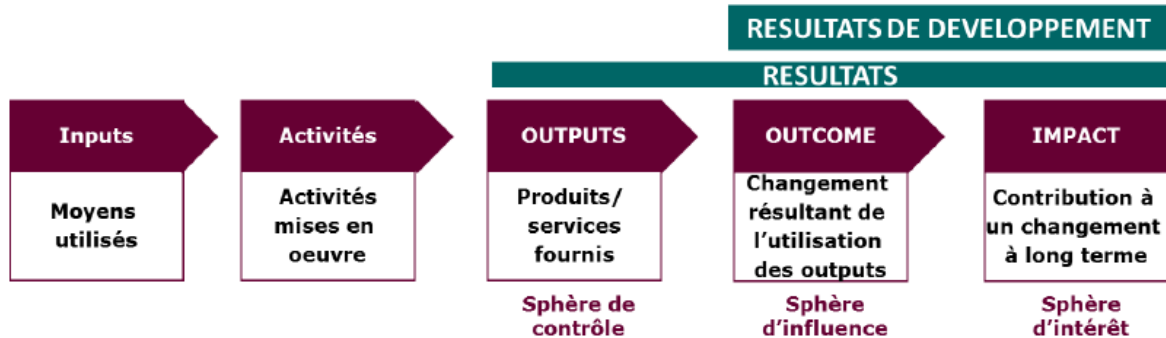 RESULTATS DE DEVELOPPEMENT
RESULTATS
Inputs
Activités
OUTPUTS
OUTCOME
IMPACT
Moyens
utilisés
Activités
mises en
oeuvre
Produits/
services
fournis
Changement
résultant de
l'utilisation
des outputs
Contribution à
un changement
à long terme
Sphère de
contrôle
Sphère
d'influence
Sphère
d'intérêt